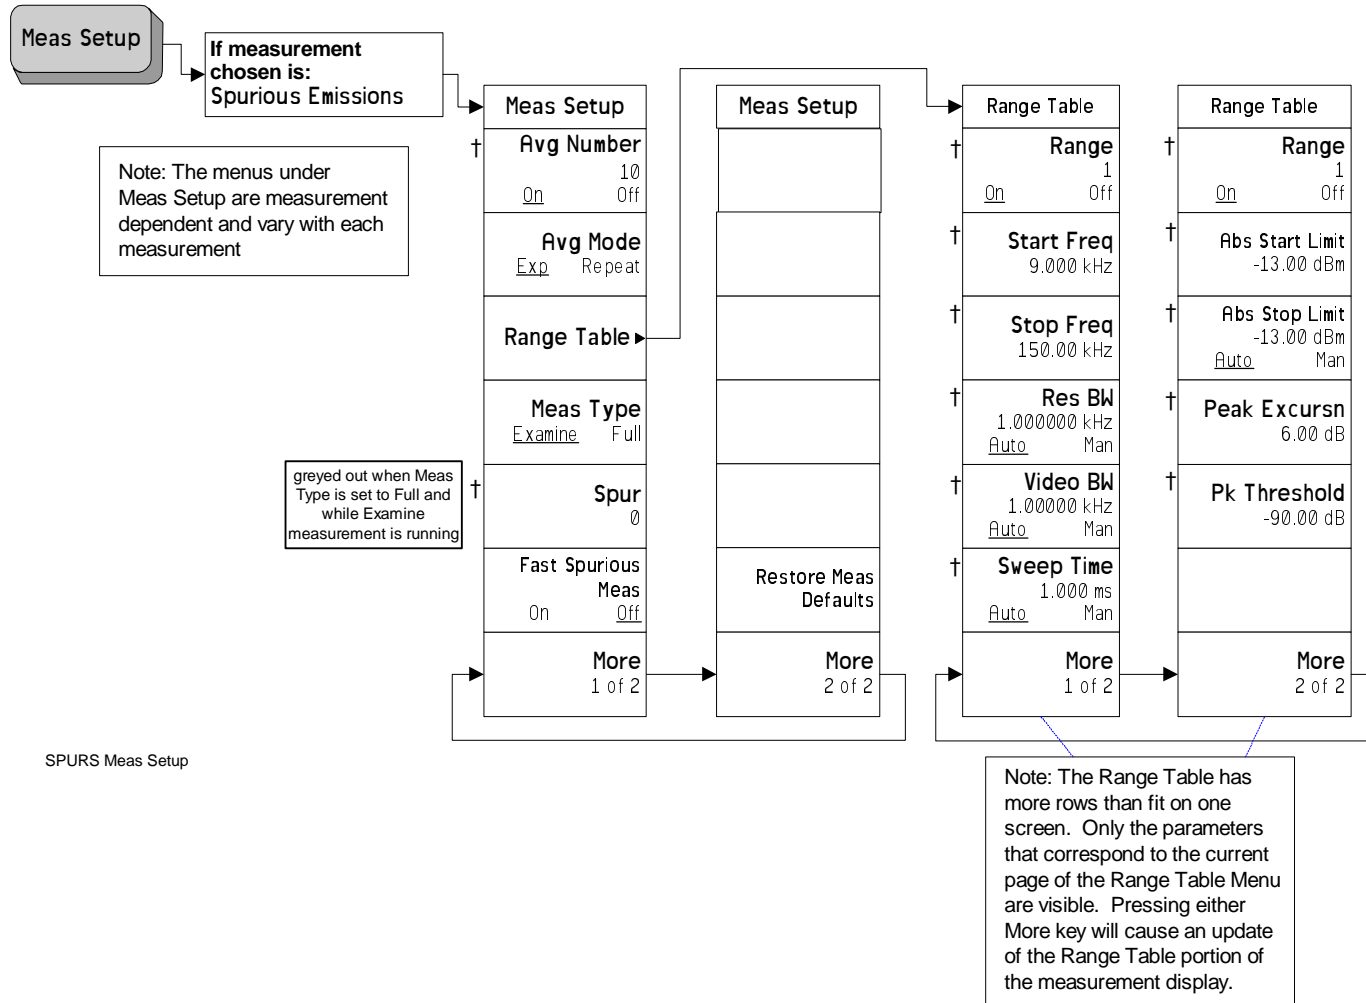 Meas Setup
If measurement
chosen is:
Spurious Emissions
Note: The menus under
Meas Setup are measurement
dependent and vary with each
measurement
Meas Setup
† Avg Number
10
On Off
Avg Mode
Exp Repeat
Range Table
Meas Type
Examine Full
greyed out when Meas
Type is set to Full and
while Examine
measurement is running
† Spur
0
Fast Spurious
Meas
On Off
More
1 of 2
Meas Setup
Restore Meas
Defaults
More
2 of 2
Range Table
† Range
1
On Off
† Start Freq
9.000 kHz
† Stop Freq
150.00 kHz
† Res BW
1.000000 kHz
Auto Man
† Video BW
1.00000 kHz
Auto Man
† Sweep Time
1.000 ms
Auto Man
More
1 of 2
Range Table
† Range
1
On Off
† Abs Start Limit
-13.00 dBm
† Abs Stop Limit
-13.00 dBm
Auto Man
† Peak Excursn
6.00 dB
† Pk Threshold
-90.00 dB
More
2 of 2
SPURS Meas Setup
Note: The Range Table has
more rows than fit on one
screen. Only the parameters
that correspond to the current
page of the Range Table Menu
are visible. Pressing either
More key will cause an update
of the Range Table portion of
the measurement display.